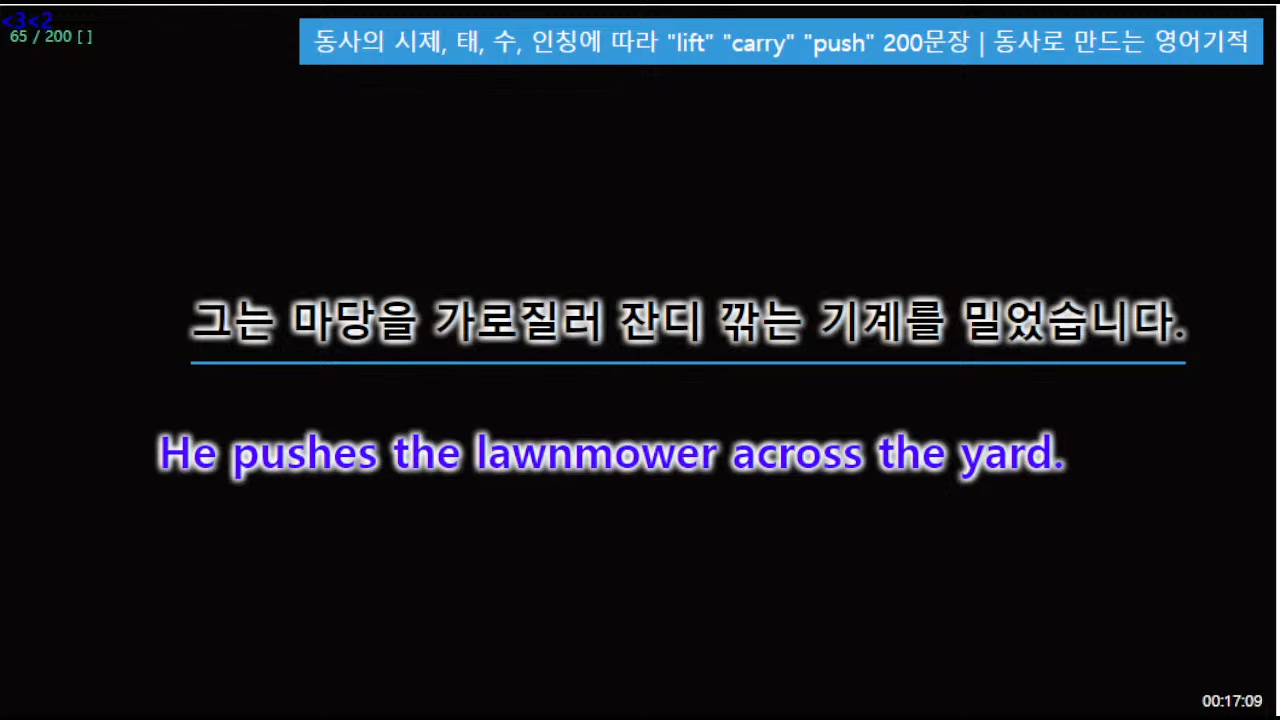 <3<2
65 / 200 [ ]
동사의 시제, 태, 수, 인칭에 따라 "lift" "carry" "push" 200문장 | 동사로 만드는 영어기적
그는 마당을 가로질러 잔디 깎는 기계를 밀었습니다.
He pushes the lawnmower across the yard.
00:17:09